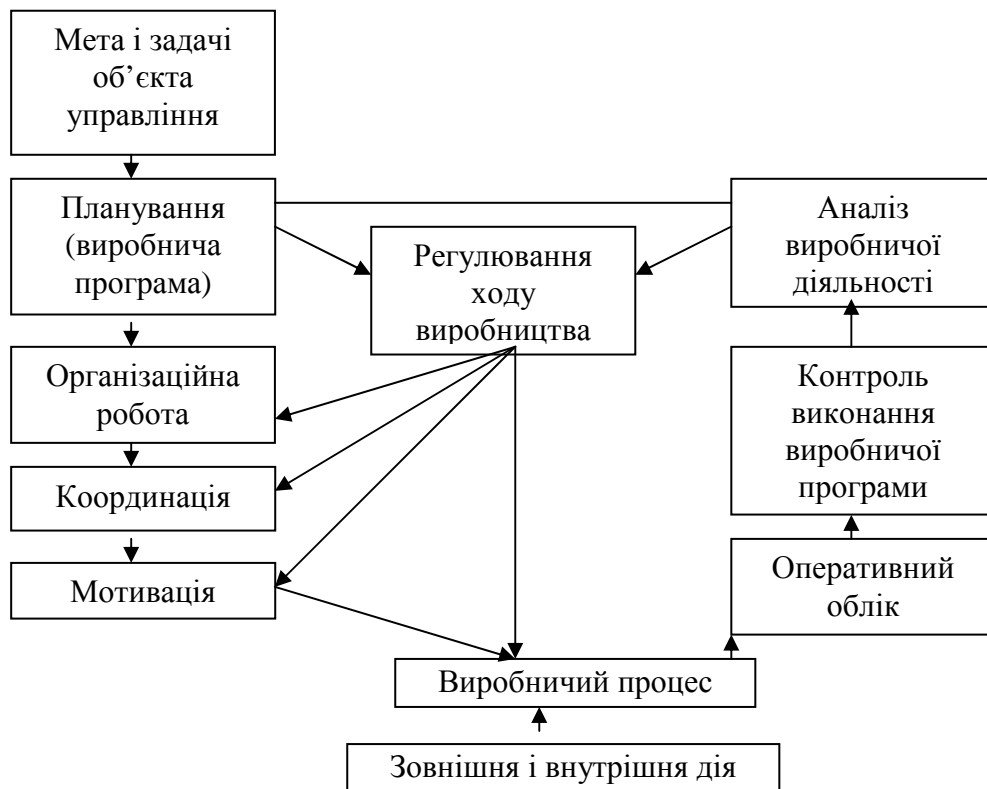 Мета і задачі
об’єкта
управління
Планування
(виробнича
програма)
Регулювання
ходу
виробництва
Аналіз
виробничої
діяльності
Організаційна
робота
Контроль
виконання
виробничої
програми
Координація
Мотивація
Оперативний
облік
Виробничий процес
Зовнішня і внутрішня дія